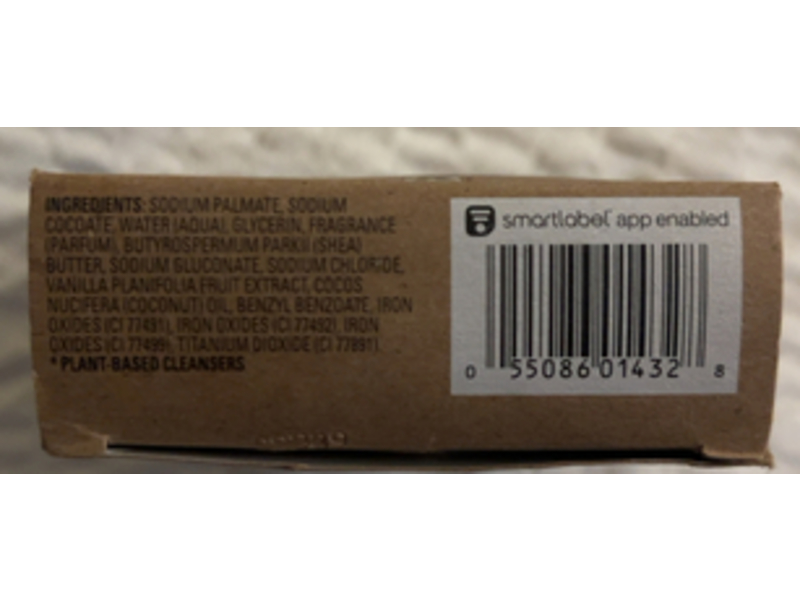 INGREDIENTS: SODIUM PALMATE, SODIUM
COCOATE, WATER (AQUA), GLYCERIN, FRAGRANCE
(PARFUM), BUTYROSPERMUM PARKII (SHEA)
BUTTER, SODIUM GLUCONATE, SODIUM CHLORIDE,
VANILLA PLANIFOLIA FRUIT EXTRACT, COCOS
NUCIFERA (COCONUT) OIL, BENZYL BENZOATE, IRON
OXIDES (CI 77491), IRON OXIDES (CI 77492), IRON
OXIDES (CI 77499), TITANIUM DIOXIDE (CI 77891).
* PLANT-BASED CLEANSERS
smartlabel™ app enabled
0 55086 01432 8